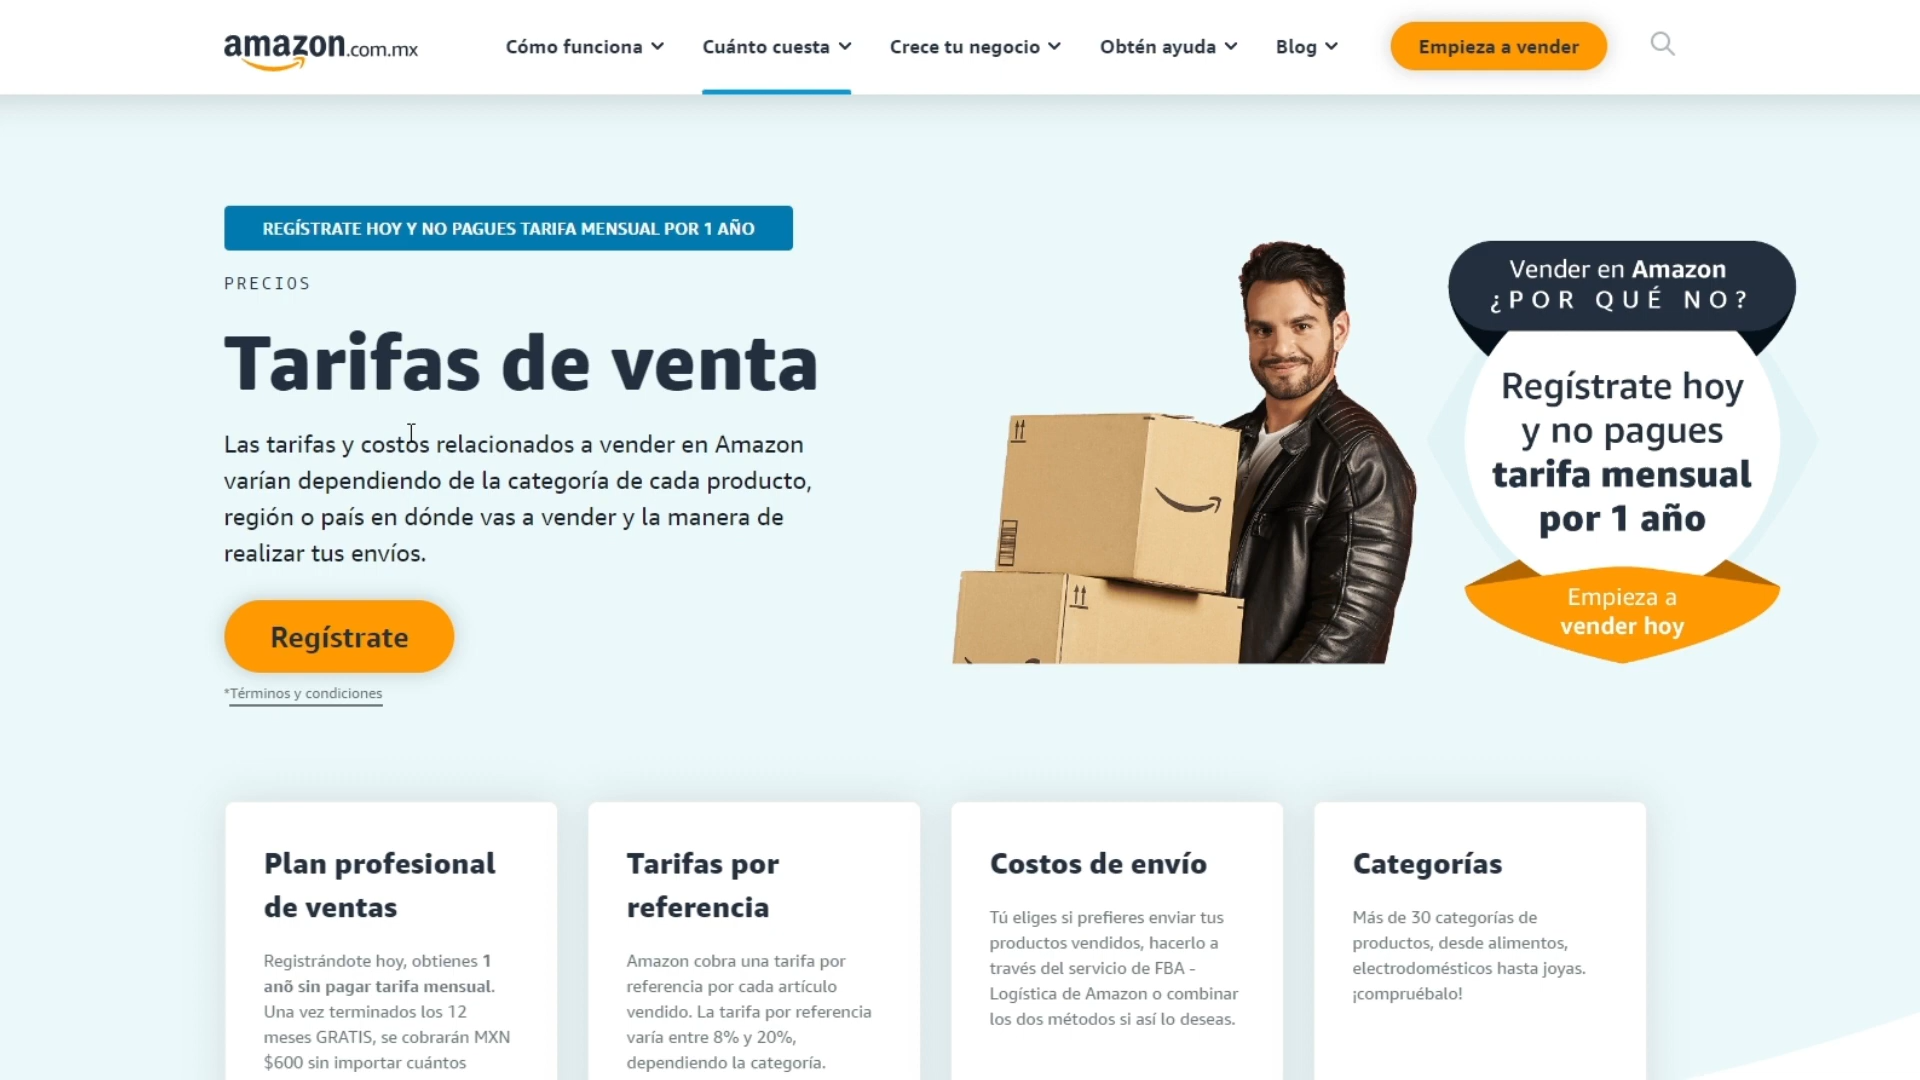 amazon.com.mx
Cómo funciona
Cuánto cuesta
Crece tu negocio
Obtén ayuda
Blog
Empieza a vender
REGÍSTRATE HOY Y NO PAGUES TARIFA MENSUAL POR 1 AÑO
PRECIOS
Tarifas de venta
Las tarifas y costos relacionados a vender en Amazon
varían dependiendo de la categoría de cada producto,
región o país en dónde vas a vender y la manera de
realizar tus envíos.
Regístrate
*Términos y condiciones
Vender en Amazon
¿POR QUÉ NO?
Regístrate hoy
y no pagues
tarifa mensual
por 1 año
Empieza a
vender hoy
Plan profesional
de ventas
Registrándote hoy, obtienes 1
anõ sin pagar tarifa mensual.
Una vez terminados los 12
meses GRATIS, se cobrarán MXN
$600 sin importar cuántos
Tarifas por
referencia
Amazon cobra una tarifa por
referencia por cada artículo
vendido. La tarifa por referencia
varía entre 8% y 20%,
dependiendo la categoría.
Costos de envío
Tú eliges si prefieres enviar tus
productos vendidos, hacerlo a
través del servicio de FBA -
Logística de Amazon o combinar
los dos métodos si así lo deseas.
Categorías
Más de 30 categorías de
productos, desde alimentos,
electrodomésticos hasta joyas.
¡compruébalo!